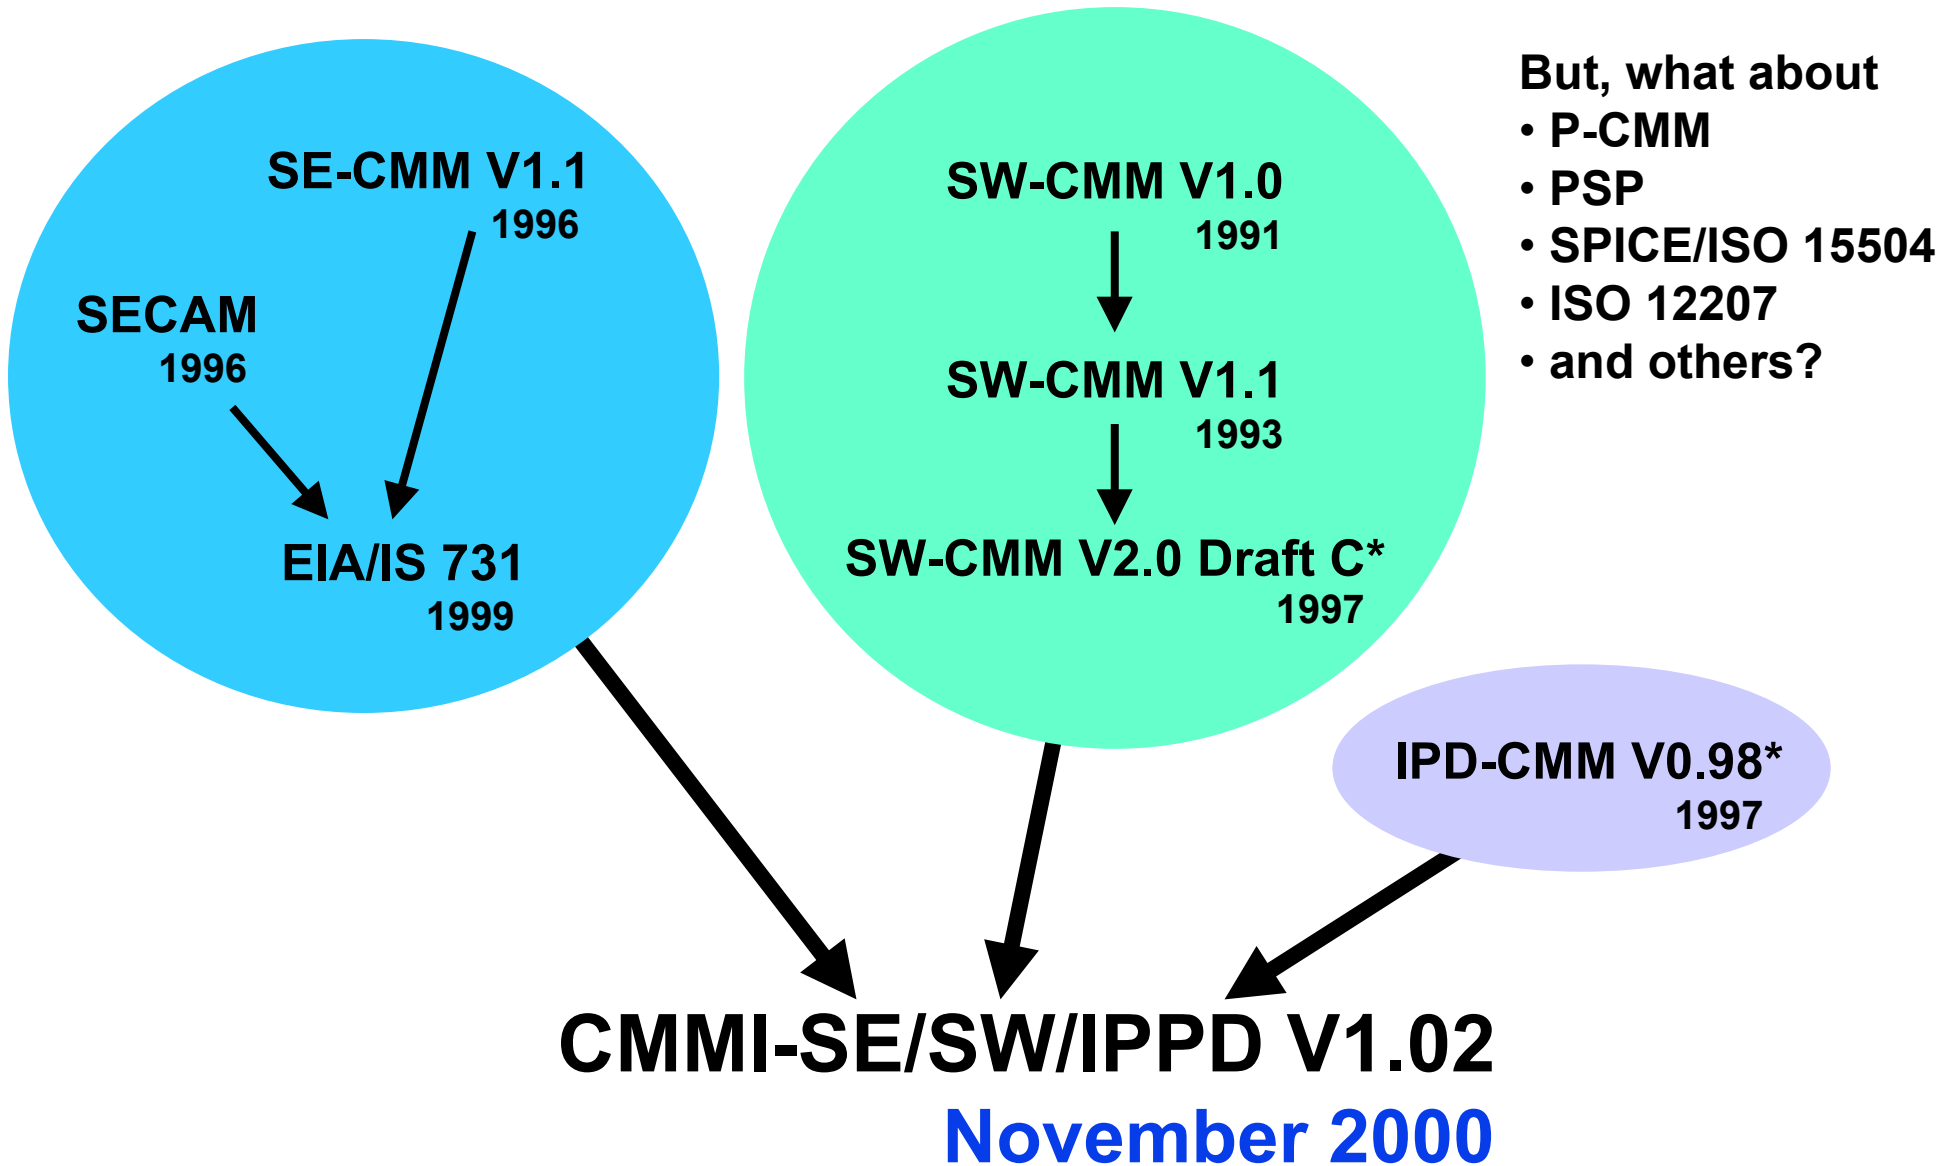 SE-CMM V1.1
1996
SECAM
1996
EIA/IS 731
1999
SW-CMM V1.0
1991
SW-CMM V1.1
1993
SW-CMM V2.0 Draft C*
1997
But, what about
• P-CMM
• PSP
• SPICE/ISO 15504
• ISO 12207
• and others?
IPD-CMM V0.98*
1997
CMMI-SE/SW/IPPD V1.02
November 2000